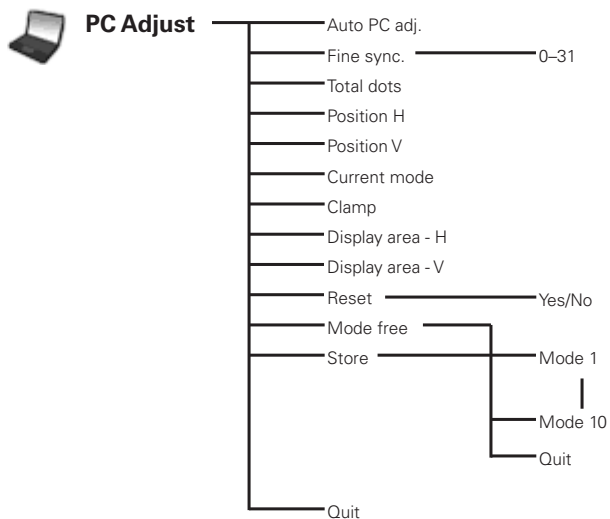 PC Adjust
Auto PC adj.
Fine sync. 0–31
Total dots
Position H
Position V
Current mode
Clamp
Display area - H
Display area - V
Reset Yes/No
Mode free
Store Mode 1
Mode 10
Quit
Quit